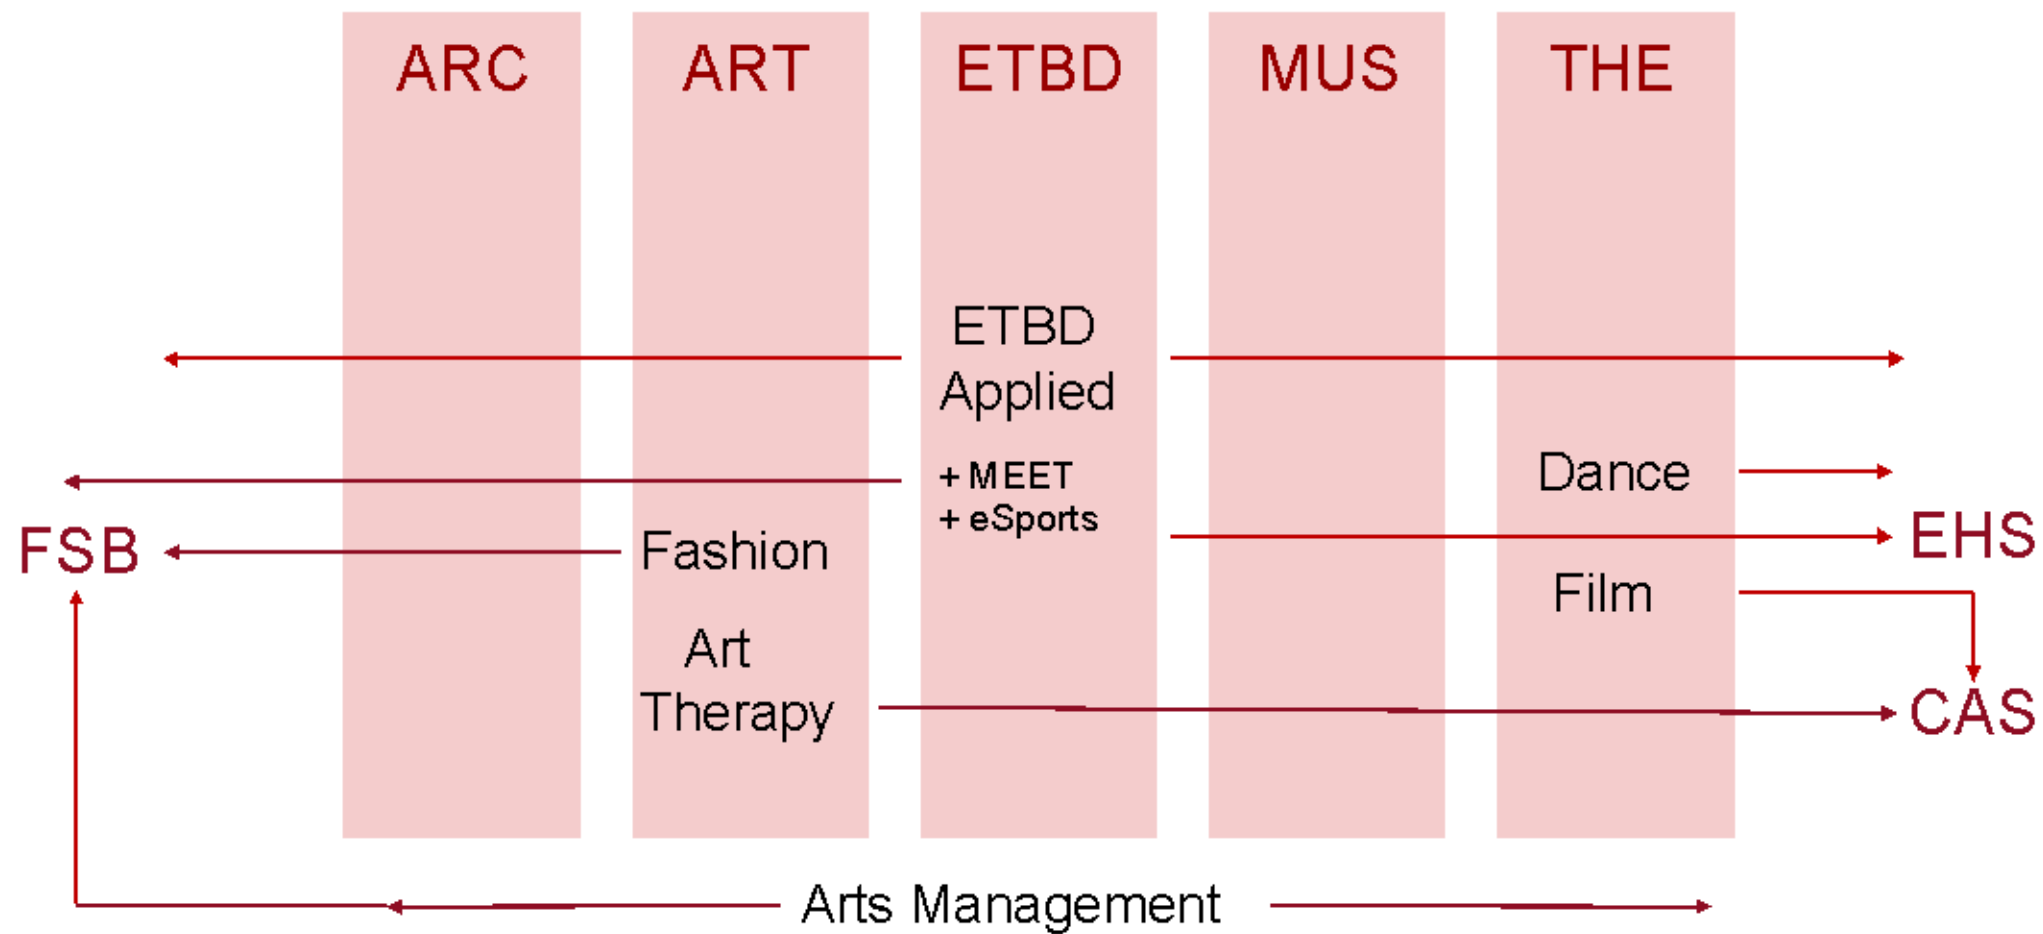 ARC
ART
ETBD
MUS
THE
ETBD
Applied
+ MEET
+ eSports
Dance
FSB
Fashion
EHS
Film
Art
Therapy
CAS
Arts Management